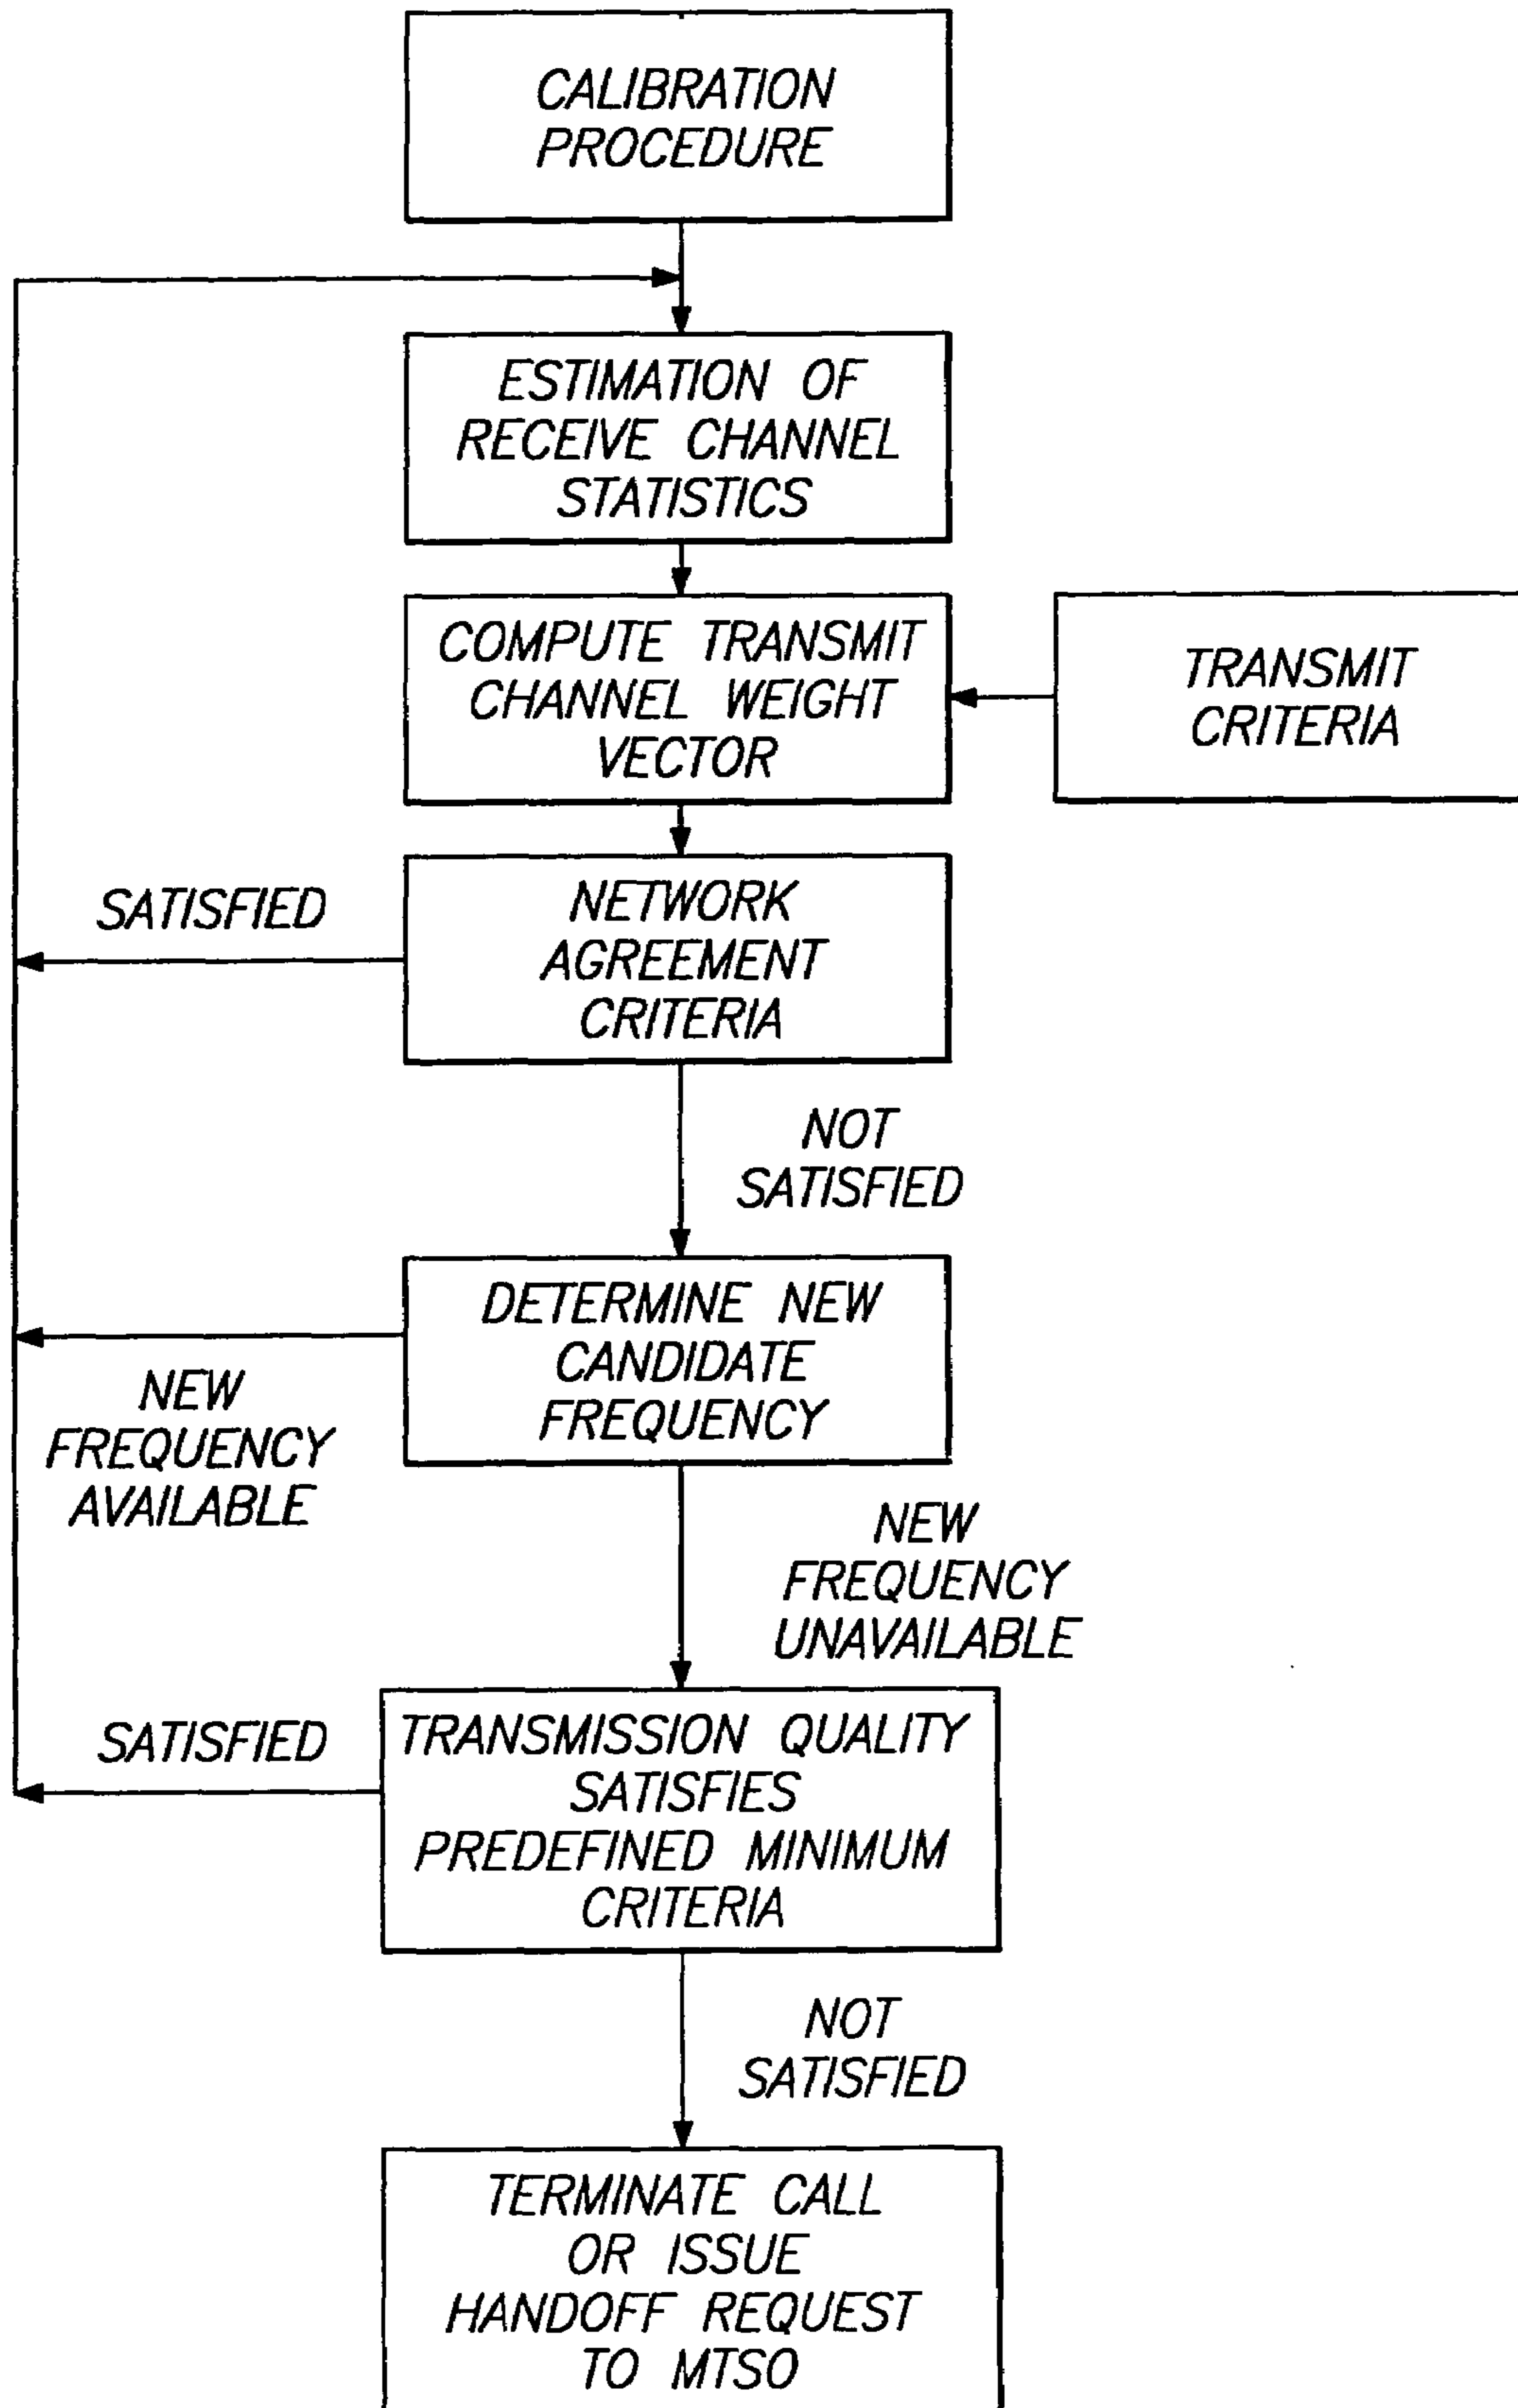 CALIBRATION
PROCEDURE
ESTIMATION OF
RECEIVE CHANNEL
STATISTICS
COMPUTE TRANSMIT
CHANNEL WEIGHT
VECTOR
TRANSMIT
CRITERIA
SATISFIED
NETWORK
AGREEMENT
CRITERIA
NOT
SATISFIED
DETERMINE NEW
CANDIDATE
FREQUENCY
NEW
FREQUENCY
AVAILABLE
NEW
FREQUENCY
UNAVAILABLE
SATISFIED
TRANSMISSION QUALITY
SATISFIES
PREDEFINED MINIMUM
CRITERIA
NOT
SATISFIED
TERMINATE CALL
OR ISSUE
HANDOFF REQUEST
TO MTSO